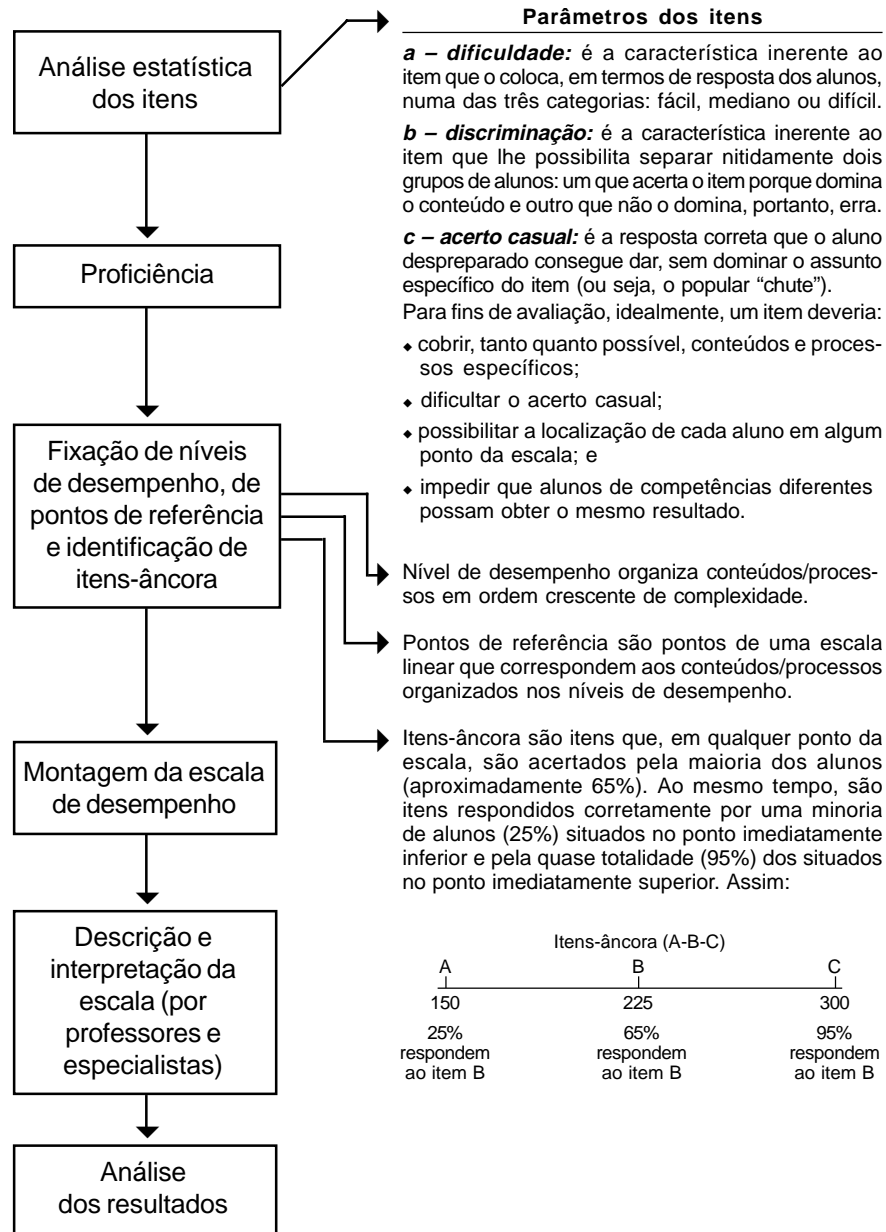 Análise estatística
dos itens
Proficiência
Fixação de níveis
de desempenho, de
pontos de referência
e identificação de
itens-âncora
Montagem da escala
de desempenho
Descrição e
interpretação da
escala (por
professores e
especialistas)
Análise
dos resultados
Parâmetros dos itens
a – dificuldade: é a característica inerente ao
item que o coloca, em termos de resposta dos alunos,
numa das três categorias: fácil, mediano ou difícil.
b – discriminação: é a característica inerente ao
item que lhe possibilita separar nitidamente dois
grupos de alunos: um que acerta o item porque domina
o conteúdo e outro que não o domina, portanto, erra.
c – acerto casual: é a resposta correta que o aluno
despreparado consegue dar, sem dominar o assunto
específico do item (ou seja, o popular “chute”).
Para fins de avaliação, idealmente, um item deveria:
◆ cobrir, tanto quanto possível, conteúdos e proces-
sos específicos;
◆ dificultar o acerto casual;
◆ possibilitar a localização de cada aluno em algum
ponto da escala; e
◆ impedir que alunos de competências diferentes
possam obter o mesmo resultado.
Nível de desempenho organiza conteúdos/proces-
sos em ordem crescente de complexidade.
Pontos de referência são pontos de uma escala
linear que correspondem aos conteúdos/processos
organizados nos níveis de desempenho.
Itens-âncora são itens que, em qualquer ponto da
escala, são acertados pela maioria dos alunos
(aproximadamente 65%). Ao mesmo tempo, são
itens respondidos corretamente por uma minoria
de alunos (25%) situados no ponto imediatamente
inferior e pela quase totalidade (95%) dos situados
no ponto imediatamente superior. Assim:
Itens-âncora (A-B-C)
A B C
150 225 300
25% 65% 95%
respondem respondem respondem
ao item B ao item B ao item B